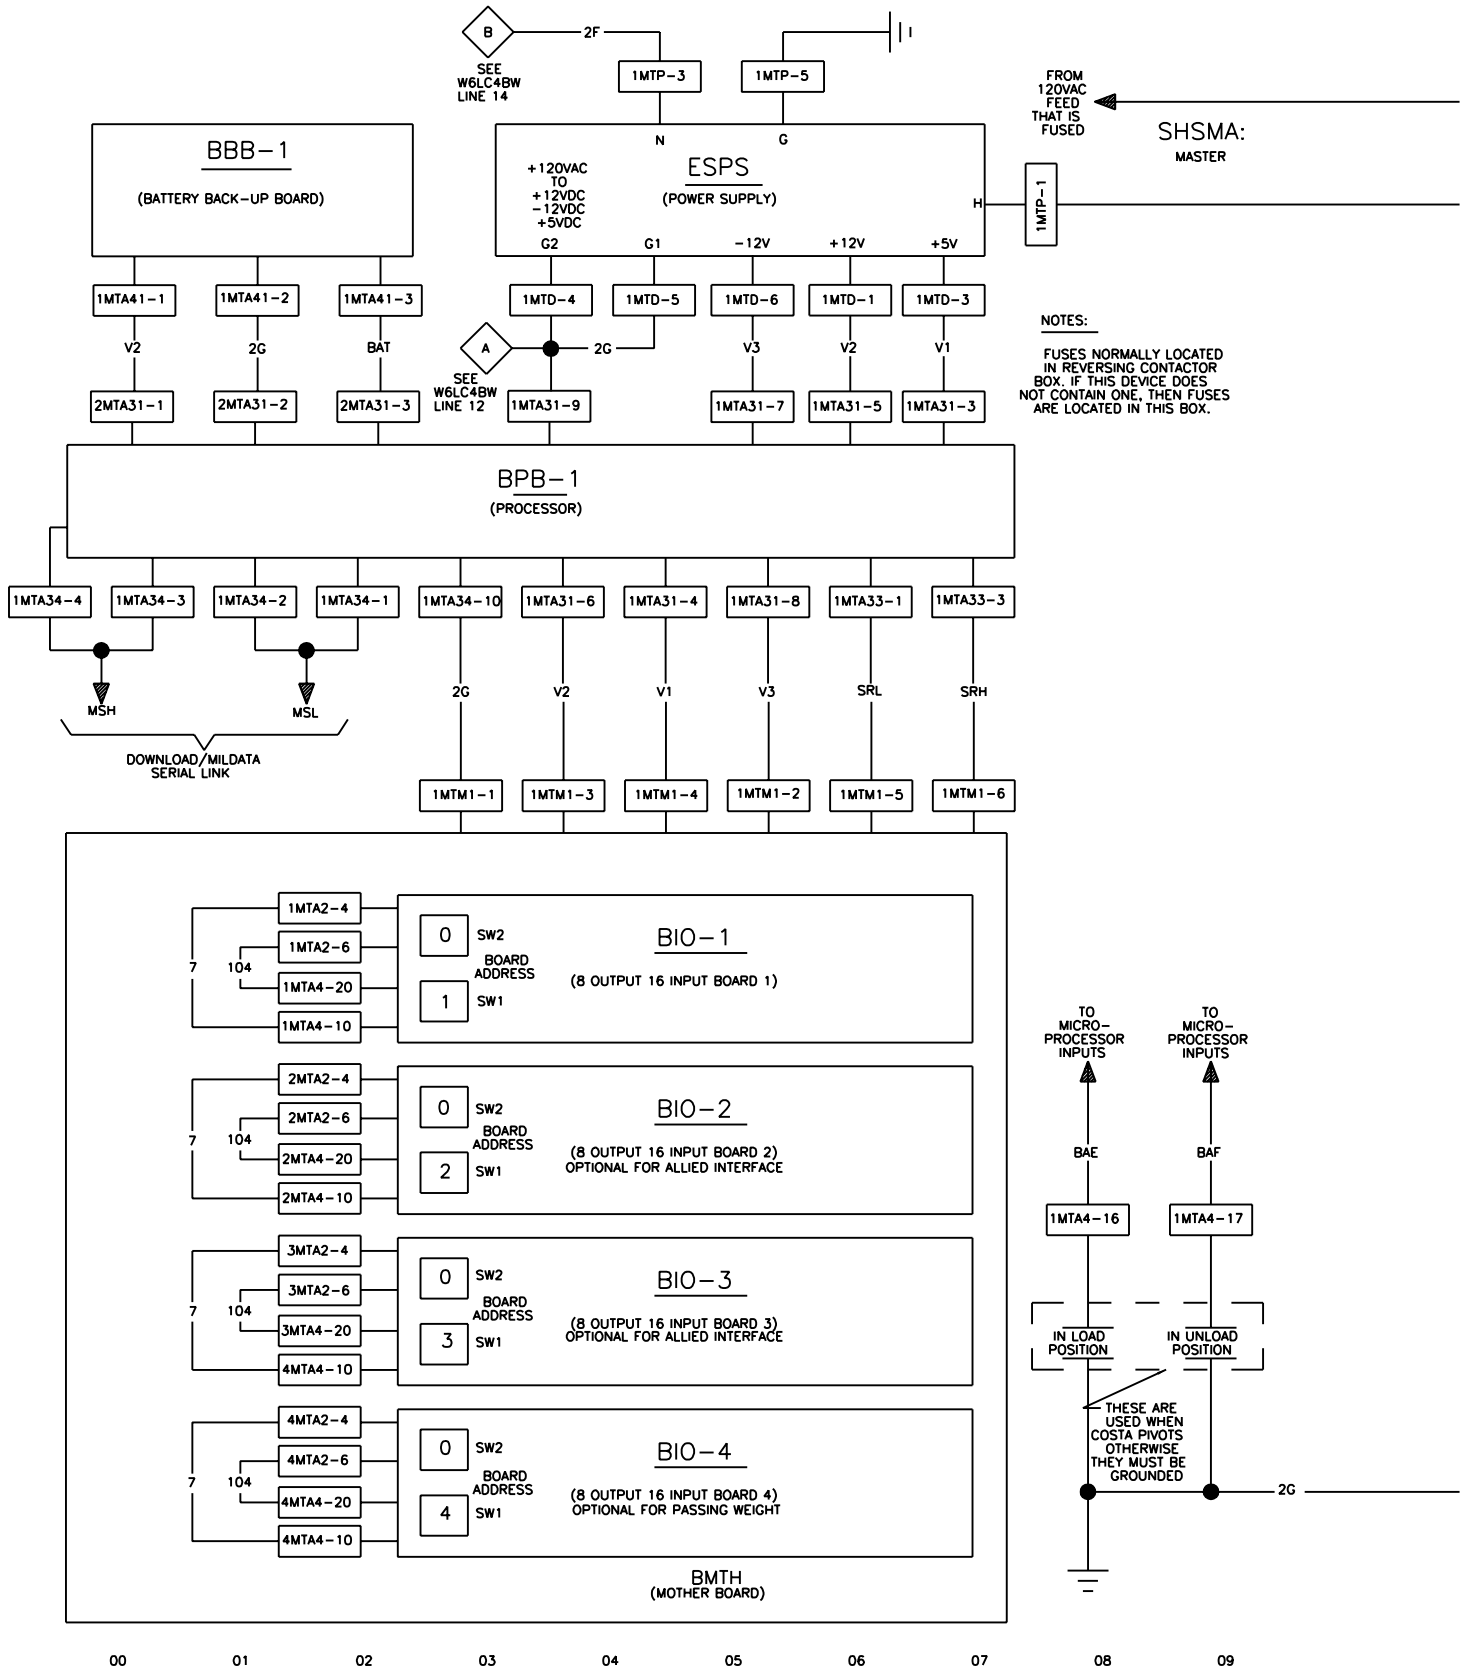 B
2F
SEE
W6LC4BW
LINE 14
1MTP-3
1MTP-5
FROM
120VAC
FEED
THAT IS
FUSED
SHSMA:
MASTER
BBB-1
(BATTERY BACK-UP BOARD)
N
G
+120VAC
TO
+12VDC
-12VDC
+5VDC
ESPS
(POWER SUPPLY)
H
1MTP-1
G2
G1
-12V
+12V
+5V
1MTA41-1
1MTA41-2
1MTA41-3
1MTD-4
1MTD-5
1MTD-6
1MTD-1
1MTD-3
NOTES:
FUSES NORMALLY LOCATED
IN REVERSING CONTACTOR
BOX. IF THIS DEVICE DOES
NOT CONTAIN ONE, THEN FUSES
ARE LOCATED IN THIS BOX.
V2
2G
BAT
A
2G
V3
V2
V1
SEE
W6LC4BW
LINE 12
2MTA31-1
2MTA31-2
2MTA31-3
1MTA31-9
1MTA31-7
1MTA31-5
1MTA31-3
BPB-1
(PROCESSOR)
1MTA34-4
1MTA34-3
1MTA34-2
1MTA34-1
1MTA34-10
1MTA31-6
1MTA31-4
1MTA31-8
1MTA33-1
1MTA33-3
MSH
MSL
2G
V2
V1
V3
SRL
SRH
DOWNLOAD/MILDATA
SERIAL LINK
1MTM1-1
1MTM1-3
1MTM1-4
1MTM1-2
1MTM1-5
1MTM1-6
1MTA2-4
1MTA2-6
7
104
1MTA4-20
1MTA4-10
0
SW2
BOARD
ADDRESS
1
SW1
BIO-1
(8 OUTPUT 16 INPUT BOARD 1)
2MTA2-4
2MTA2-6
7
104
2MTA4-20
2MTA4-10
0
SW2
BOARD
ADDRESS
2
SW1
BIO-2
(8 OUTPUT 16 INPUT BOARD 2)
OPTIONAL FOR ALLIED INTERFACE
3MTA2-4
3MTA2-6
7
104
3MTA4-20
4MTA4-10
0
SW2
BOARD
ADDRESS
3
SW1
BIO-3
(8 OUTPUT 16 INPUT BOARD 3)
OPTIONAL FOR ALLIED INTERFACE
4MTA2-4
4MTA2-6
7
104
4MTA4-20
4MTA4-10
0
SW2
BOARD
ADDRESS
4
SW1
BIO-4
(8 OUTPUT 16 INPUT BOARD 4)
OPTIONAL FOR PASSING WEIGHT
BMTH
(MOTHER BOARD)
TO
MICRO-
PROCESSOR
INPUTS
TO
MICRO-
PROCESSOR
INPUTS
BAE
BAF
1MTA4-16
1MTA4-17
IN LOAD
POSITION
IN UNLOAD
POSITION
THESE ARE
USED WHEN
COSTA PIVOTS
OTHERWISE
THEY MUST BE
GROUNDED
2G
00
01
02
03
04
05
06
07
08
09